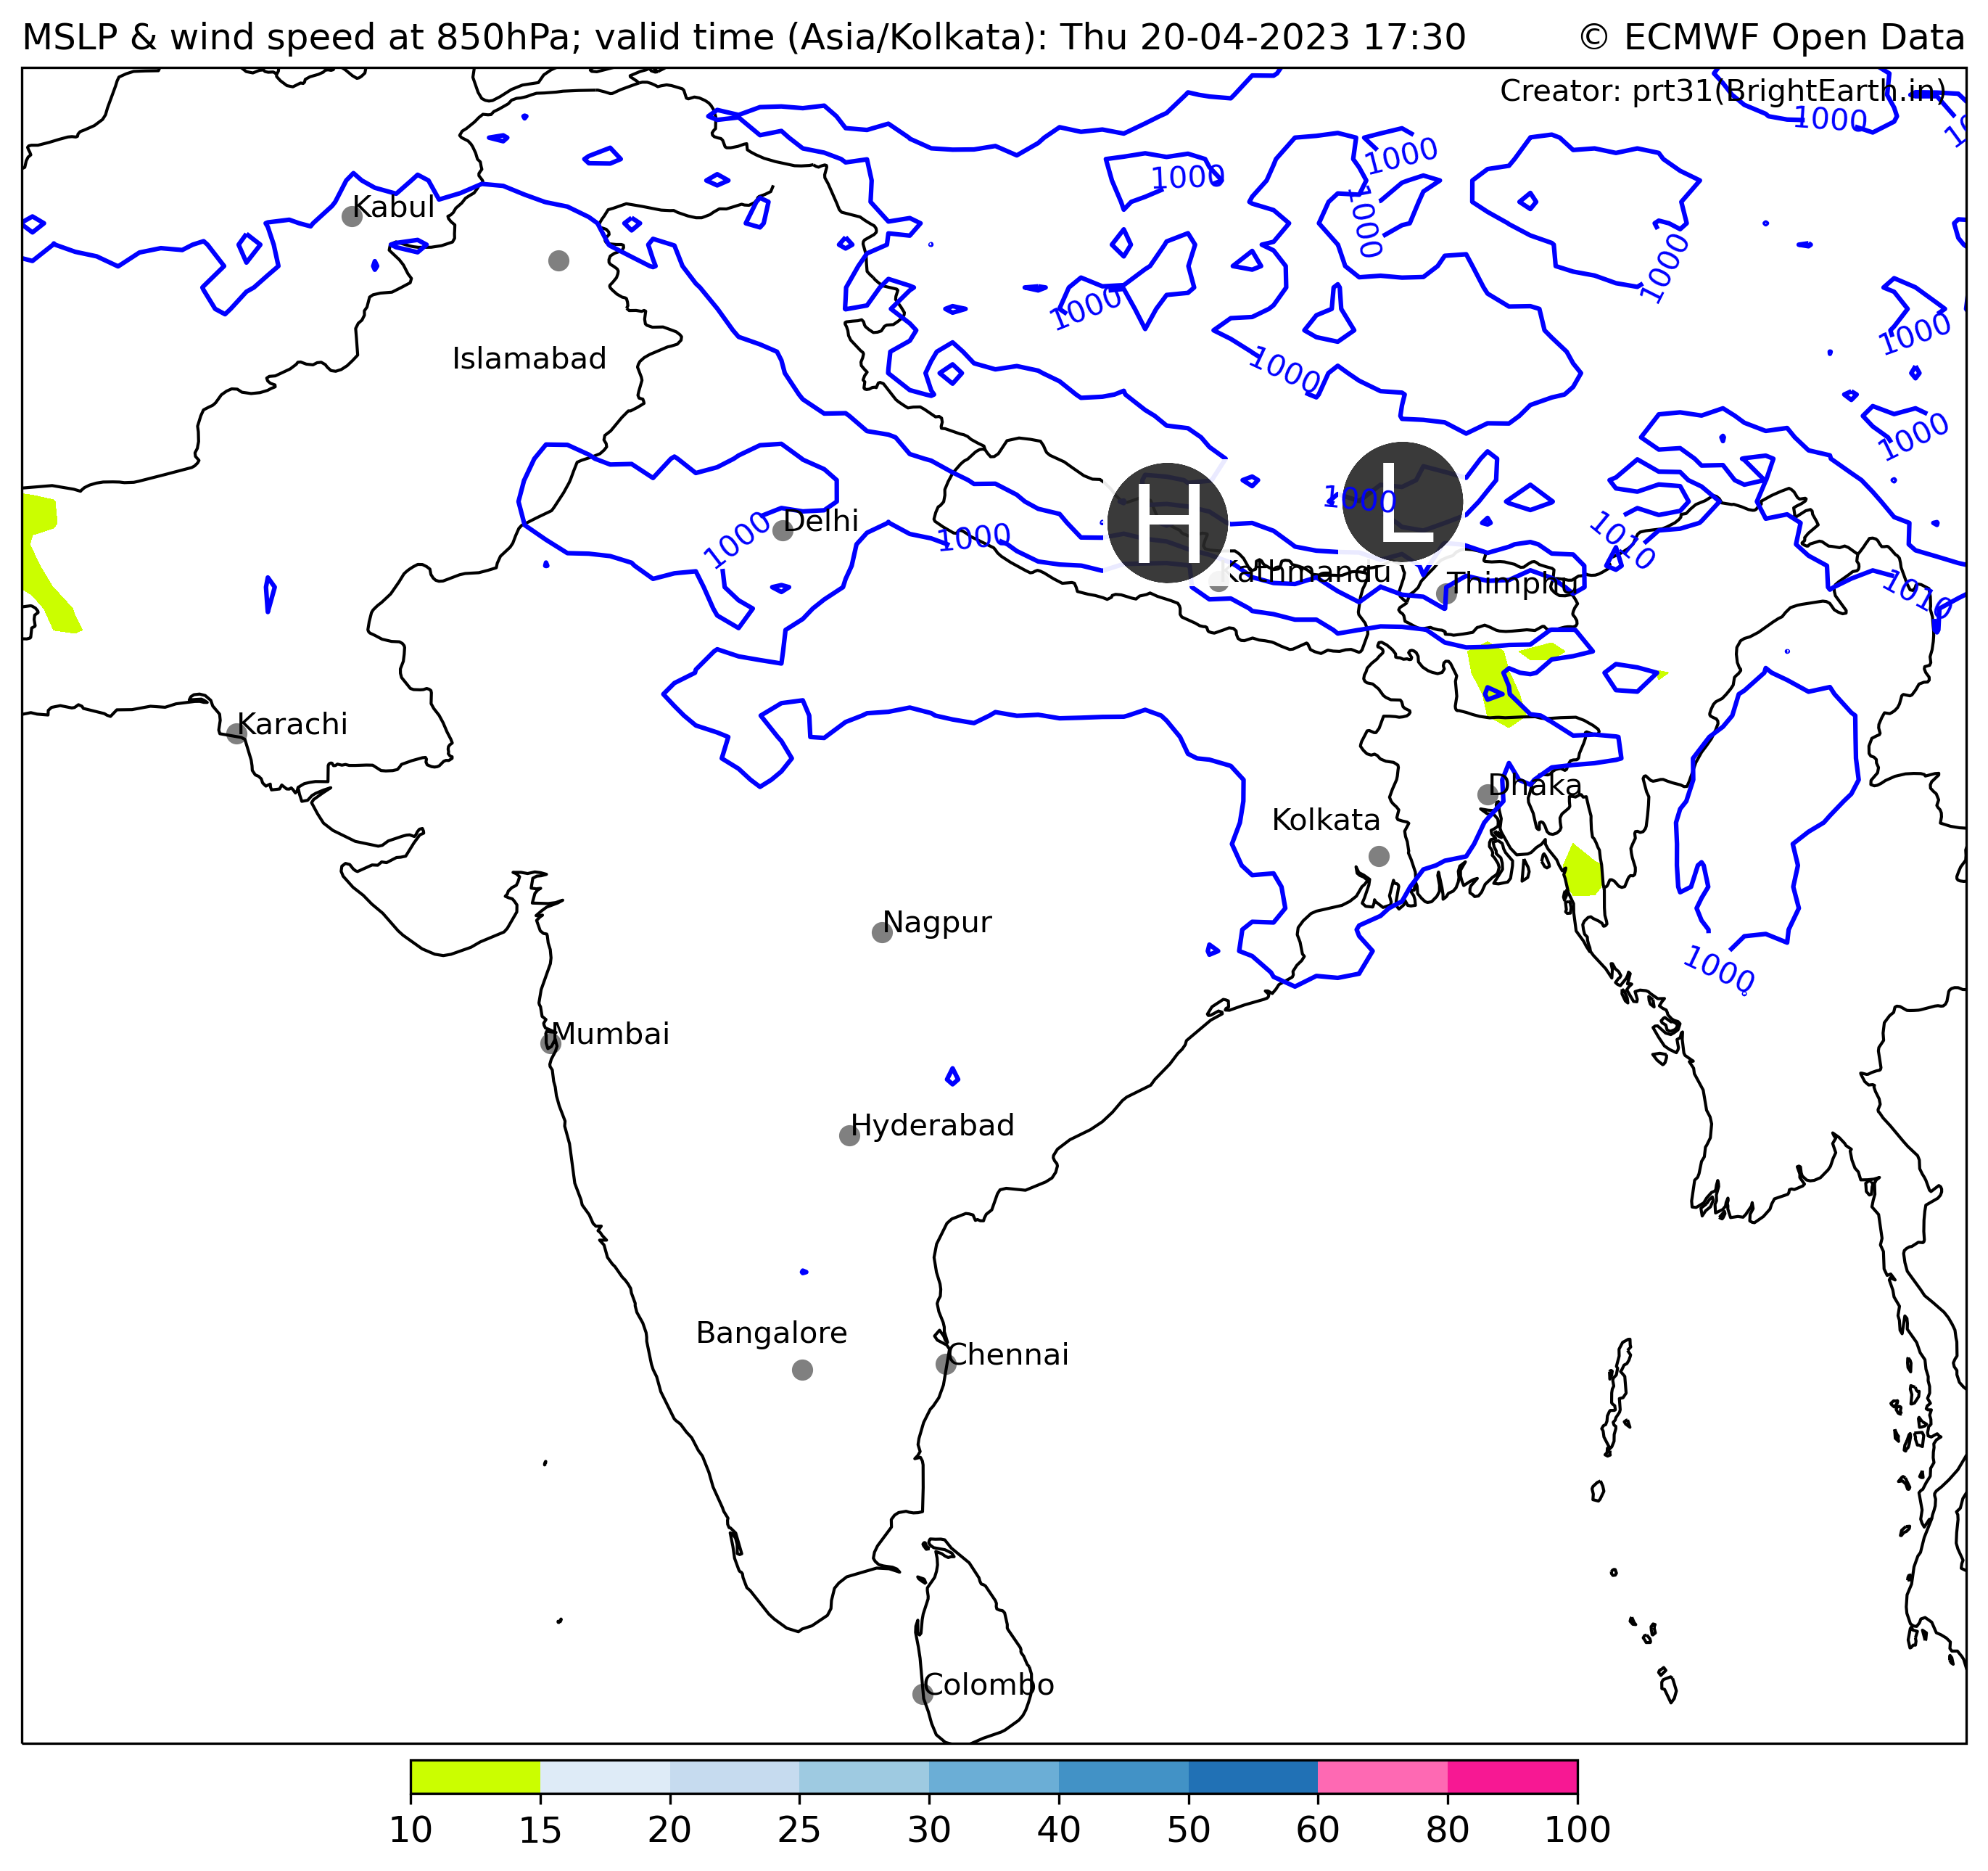 MSLP & wind speed at 850hPa; valid time (Asia/Kolkata): Thu 20-04-2023 17:30 © ECMWF Open Data
Creator: prt31(BrightEarth.in)
1000
1000
1000
1000
Kabul
1000
1000
1000
Islamabad
1000
1000
H
L
1000
Delhi
1000
1000
1010
1010
Kathmandu
Thimphu
1010
Karachi
Dhaka
Kolkata
Nagpur
1000
Mumbai
Hyderabad
Bangalore
Chennai
Colombo
10 15 20 25 30 40 50 60 80 100